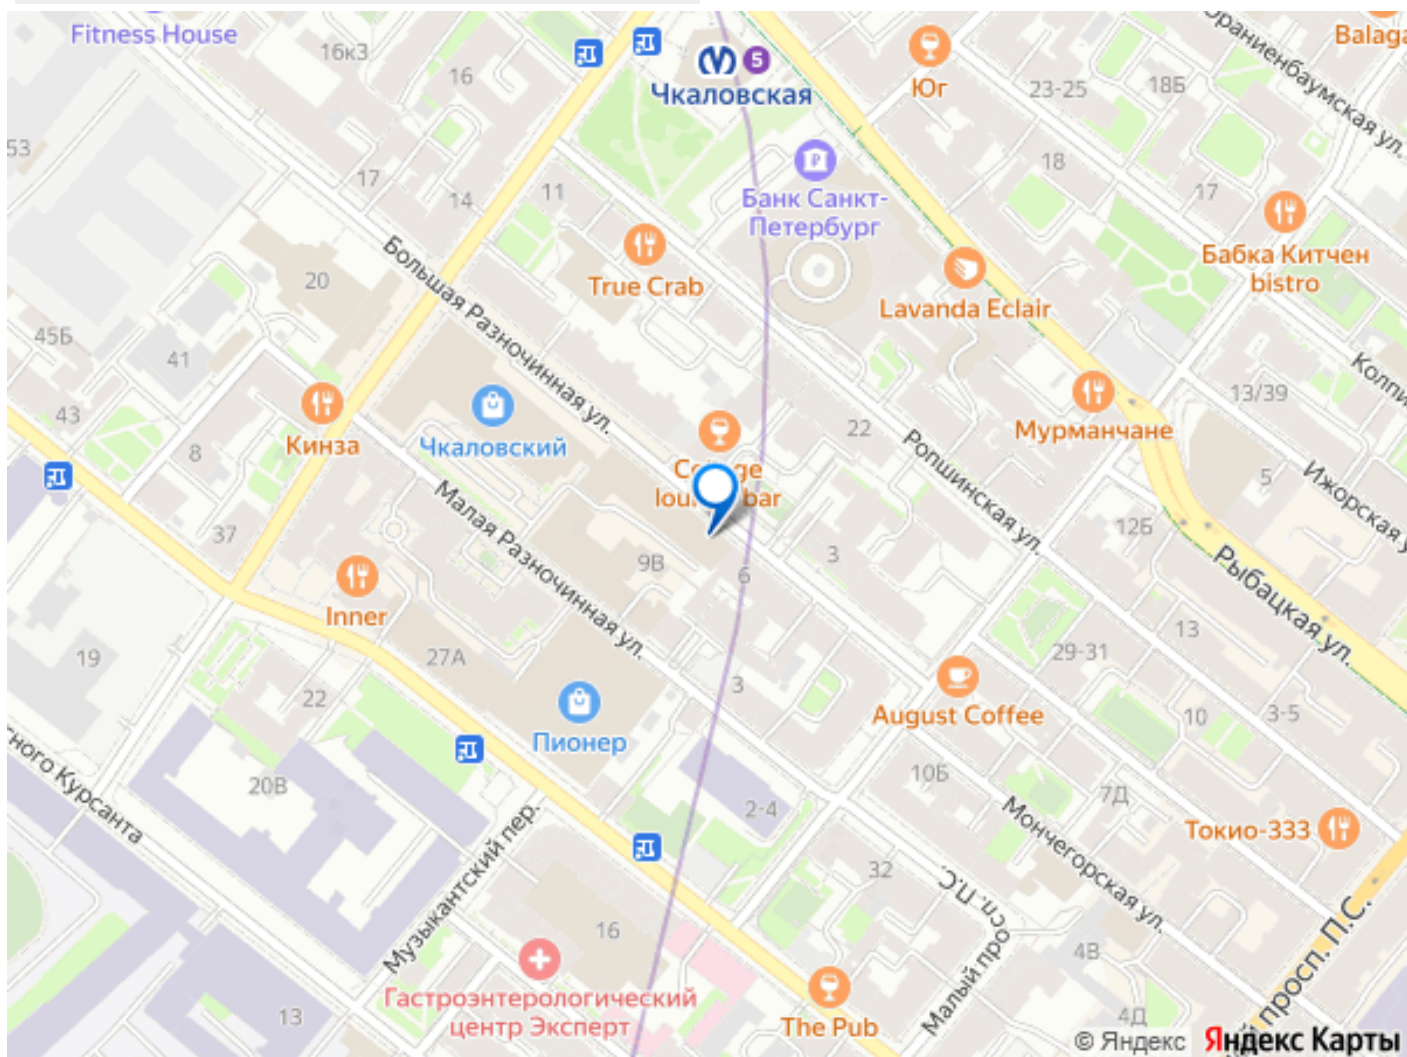 Fitness House
16к3
16
5
Чкаловская
Юг
23-25
18Б
Balaga
Ораниенбаумская ул.
53
17
14
11
18
17
Банк Санкт-
Петербург
Бабка Китчен
bistro
True Crab
Lavanda Eclair
20
Большая Разночинная ул.
45Б
41
43
8
Кинза
Чкаловский
22
Мурманчане
13/39
Колпи
lounge bar
Ропшинская ул.
5
Ижорская у
12Б
37
Малая Разночинная ул.
9В
6
3
Рыбацкая ул.
Inner
19
27А
22
3
29-31
13
August Coffee
10
3-5
Пионер
сного Курсанта
20В
2-4
10Б
7Д
Музыкантский пер.
Мончегорская ул.
Токио-333
32
Малый просп. П.С.
16
4В
й просп. П.С.
Гастроэнтерологический
центр Эксперт
13
The Pub
4Д
© Яндекс
Яндекс Карты